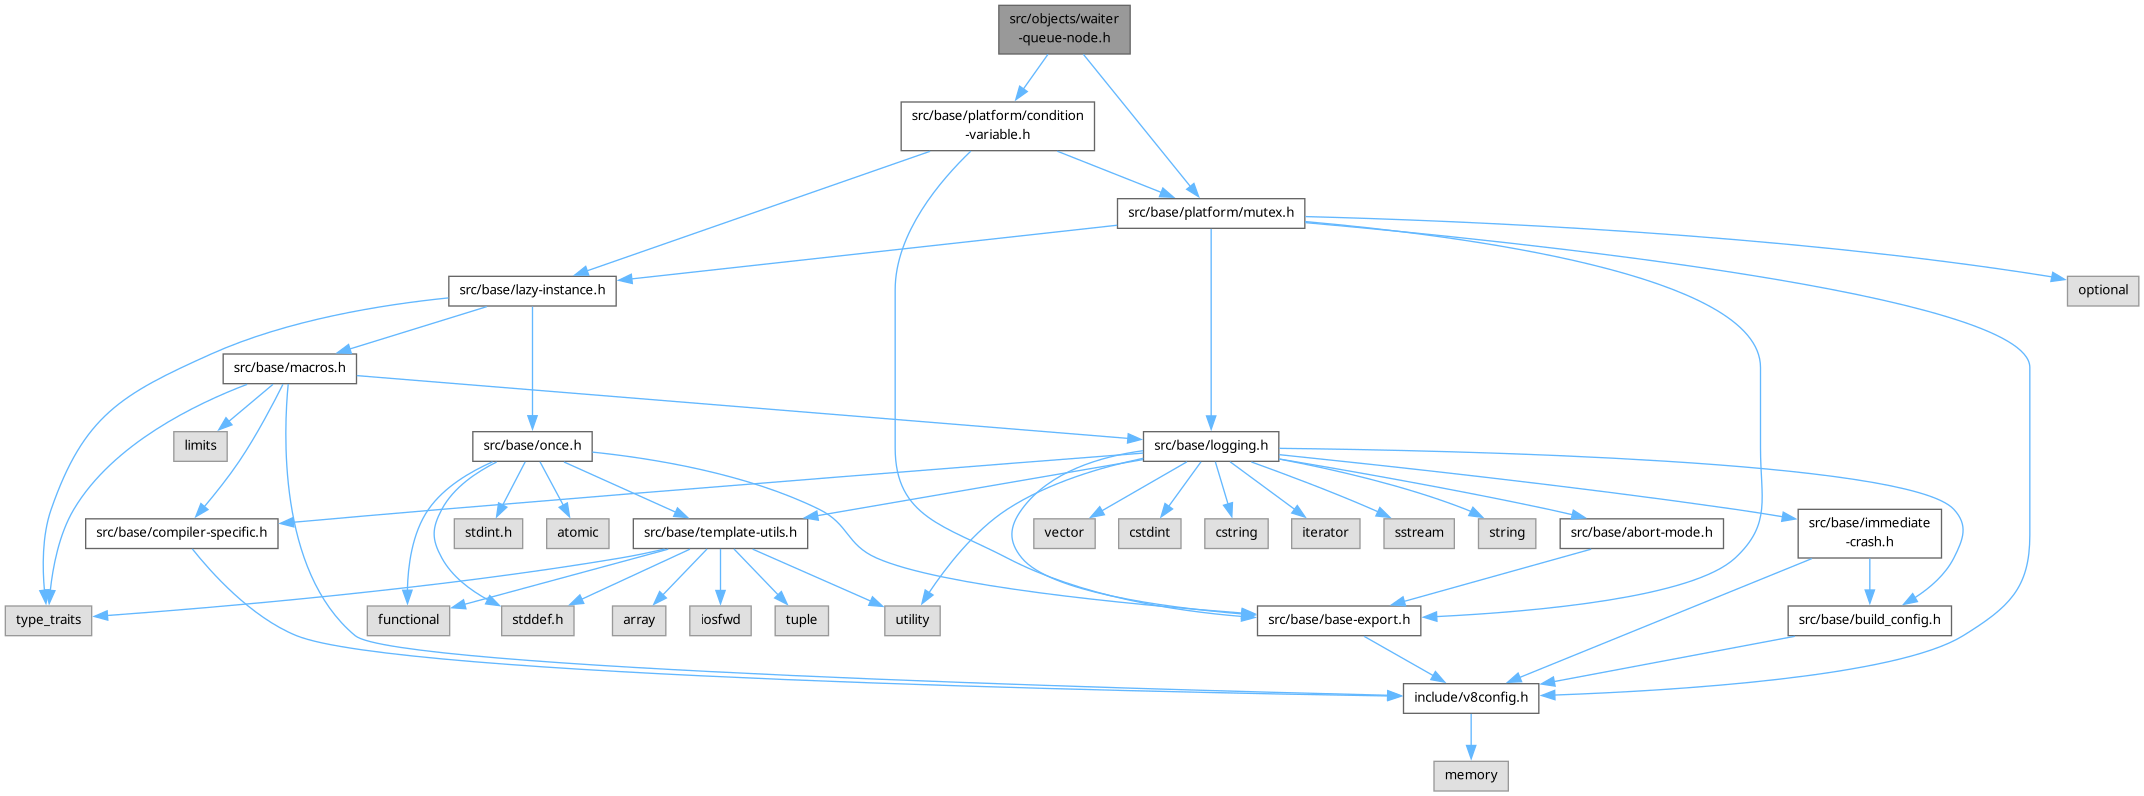 src/objects/waiter
-queue-node.h
src/base/platform/condition
-variable.h
src/base/platform/mutex.h
src/base/lazy-instance.h
optional
src/base/macros.h
limits
src/base/once.h
src/base/logging.h
src/base/compiler-specific.h
stdint.h
atomic
src/base/template-utils.h
vector
cstdint
cstring
iterator
sstream
string
src/base/abort-mode.h
src/base/immediate
-crash.h
type_traits
functional
stddef.h
array
iosfwd
tuple
utility
src/base/base-export.h
src/base/build_config.h
include/v8config.h
memory